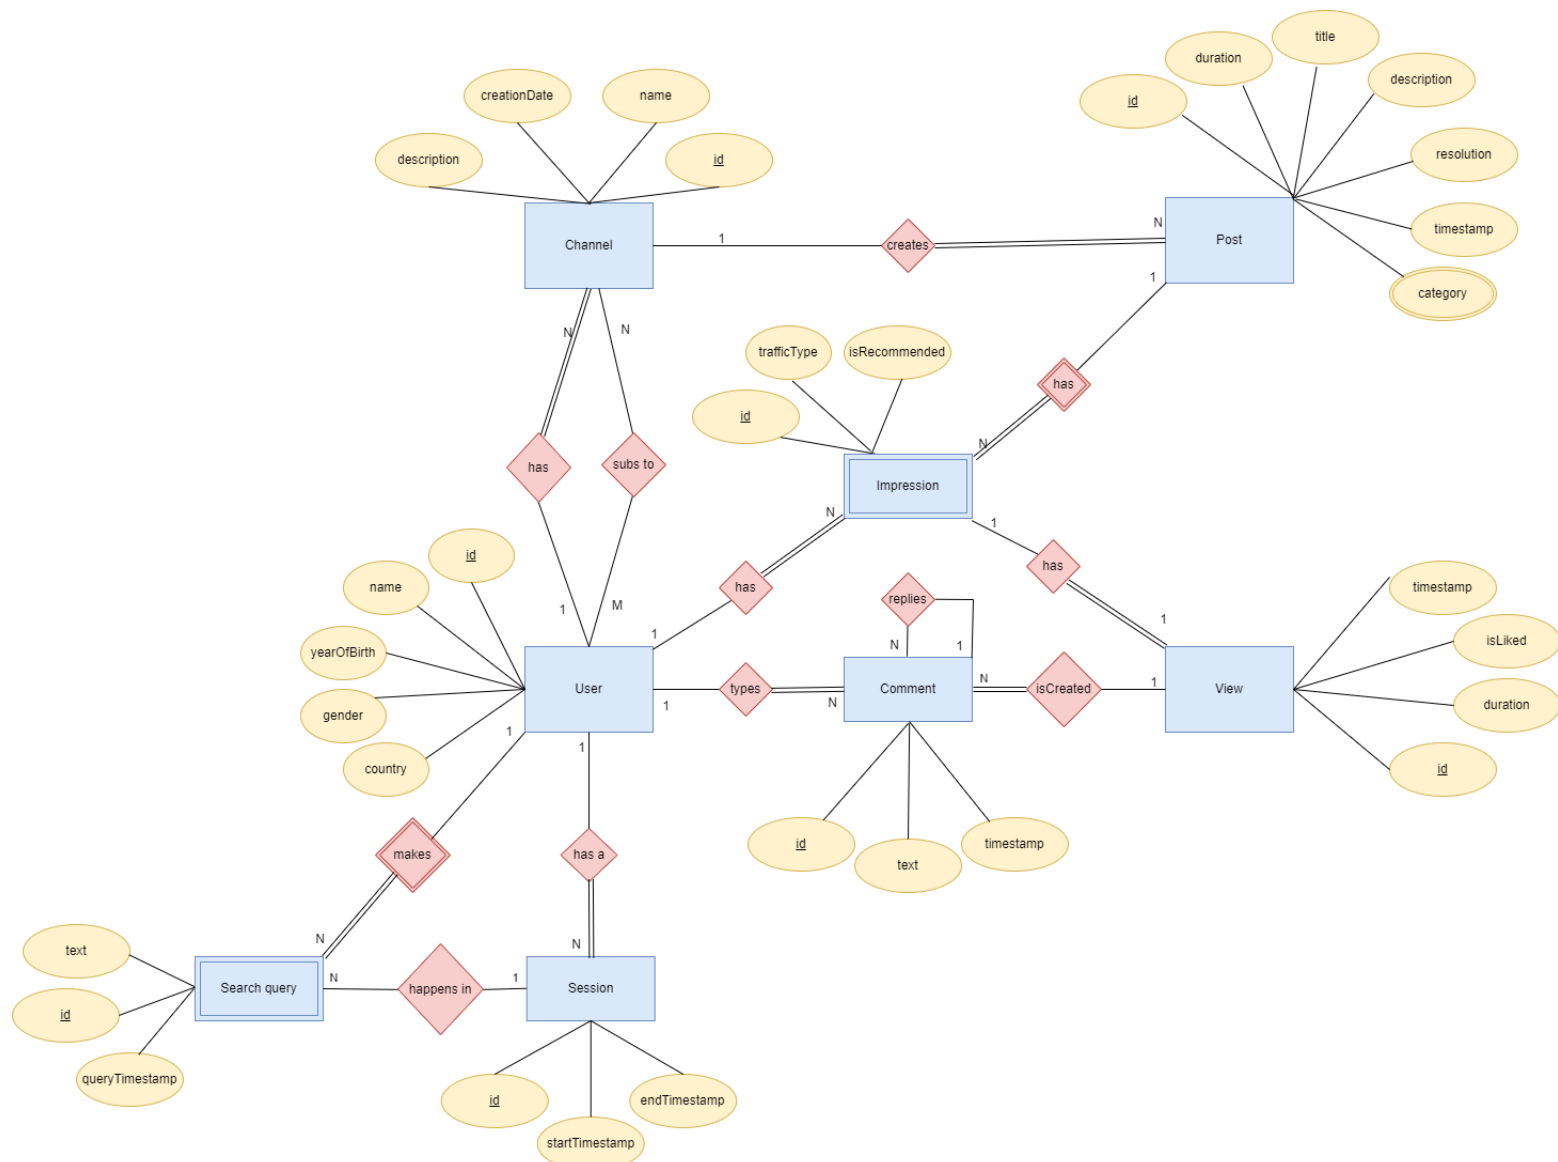 title
duration
description
creationDate
name
id
description
id
resolution
timestamp
category
Channel
1
creates
N
Post
1
N
N
trafficType
isRecommended
id
has
N
has
subs to
Impression
N
1
id
name
has
has
timestamp
replies
1
M
1
N
1
1
yearOfBirth
isLiked
User
types
Comment
N
isCreated
1
View
1
N
gender
duration
country
1
1
id
makes
has a
id
text
timestamp
N
N
text
Search query
N
happens in
1
Session
id
queryTimestamp
id
endTimestamp
startTimestamp